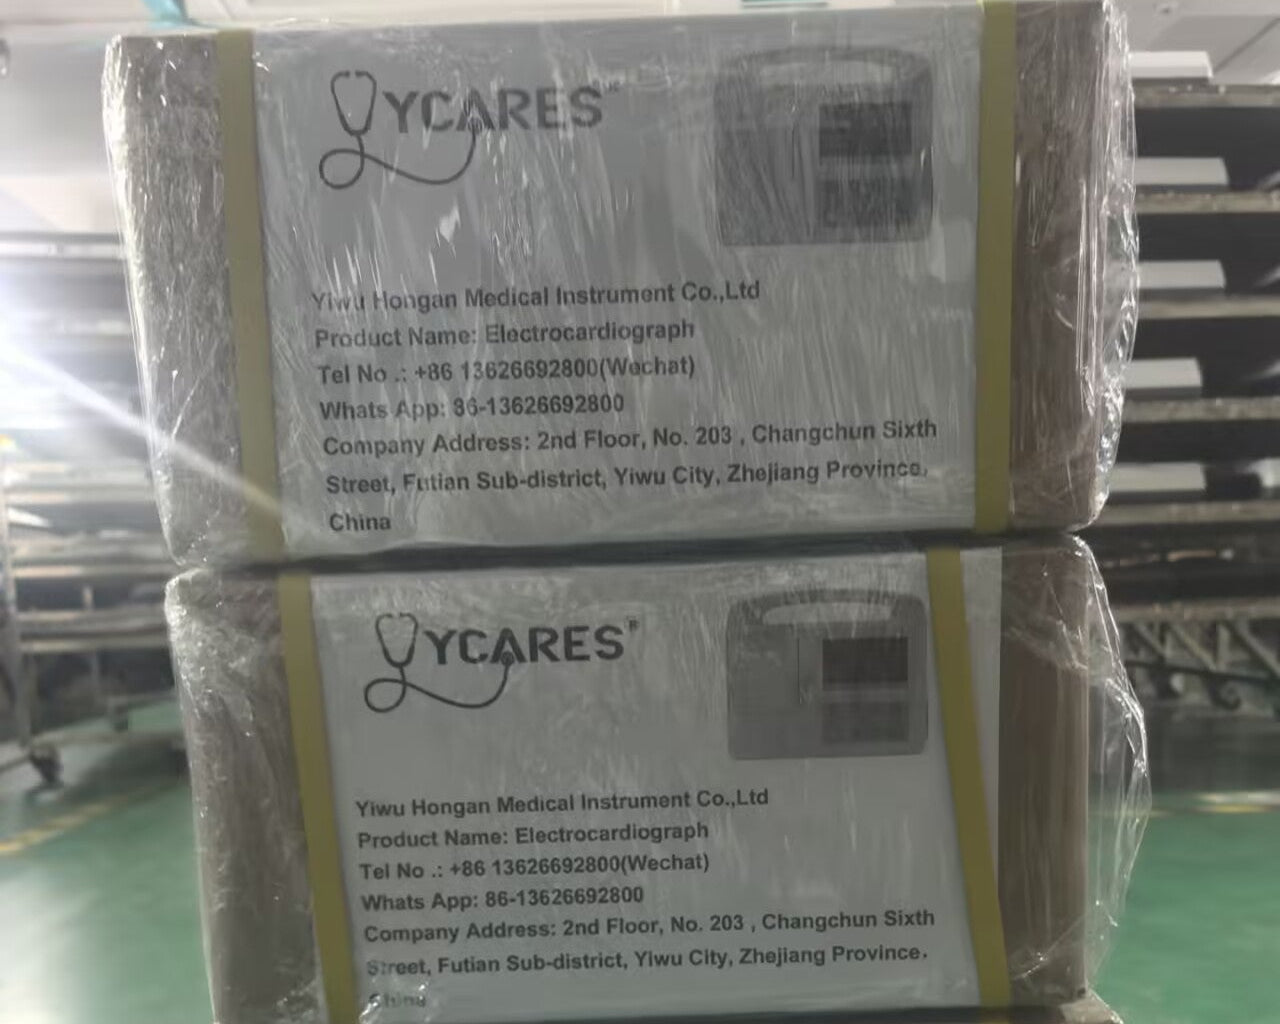 YCARES
Yiwu Hongan Medical Instrument Co.,Ltd
Product Name: Electrocardiograph
Tel No .: +86 13626692800(Wechat)
Whats App: 86-13626692800
Company Address: 2nd Floor, No. 203 , Changchun Sixth
Street, Futian Sub-district, Yiwu City, Zhejiang Province,
China
YCARES®
Yiwu Hongan Medical Instrument Co.,Ltd
Product Name: Electrocardiograph
Tel No .: +86 13626692800(Wechat)
Whats App: 86-13626692800
Company Address: 2nd Floor, No. 203 , Changchun Sixth
Street, Futian Sub-district, Yiwu City, Zhejiang Province,
China